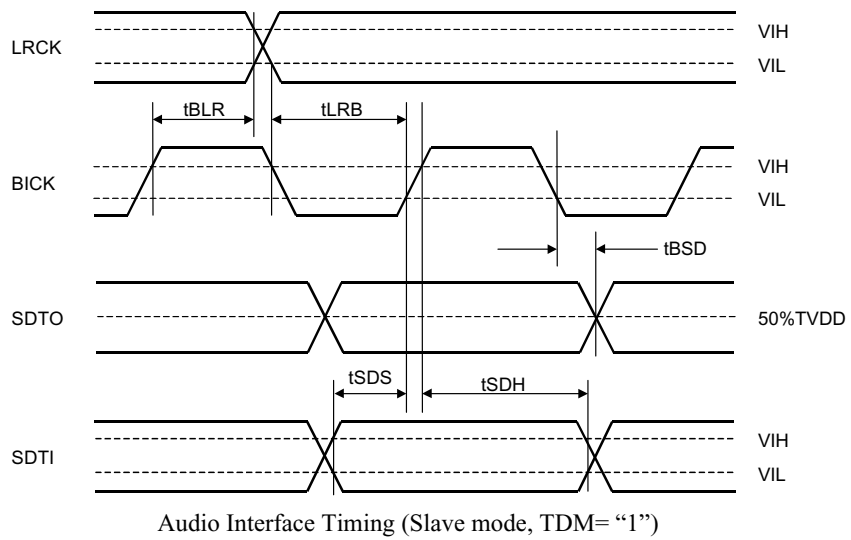 LRCK
VIH
VIL
tBLR
tLRB
BICK
VIH
VIL
tBSD
SDTO
50%TVDD
tSDS
tSDH
SDTI
VIH
VIL
Audio Interface Timing (Slave mode, TDM= “1”)